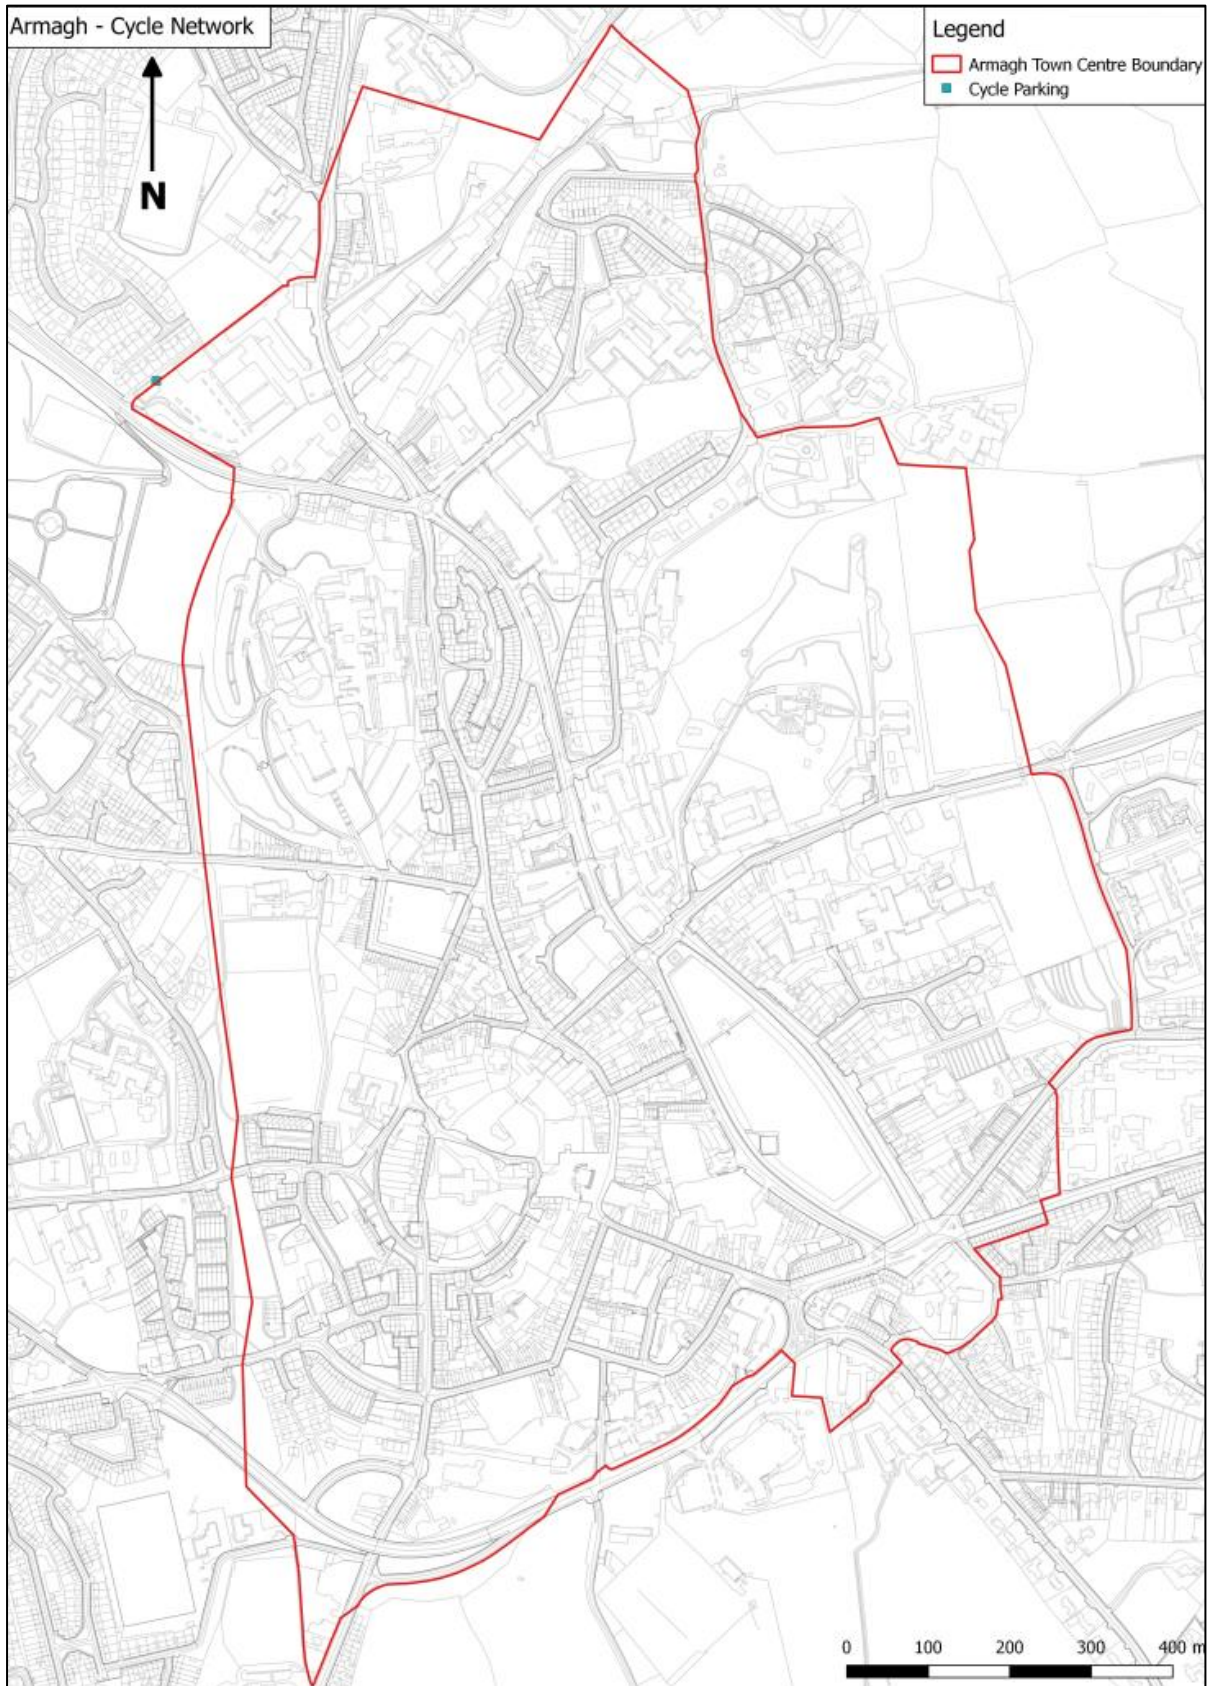 Armagh - Cycle Network
N
Legend
Armagh Town Centre Boundary
Cycle Parking
0 100 200 300 400 m